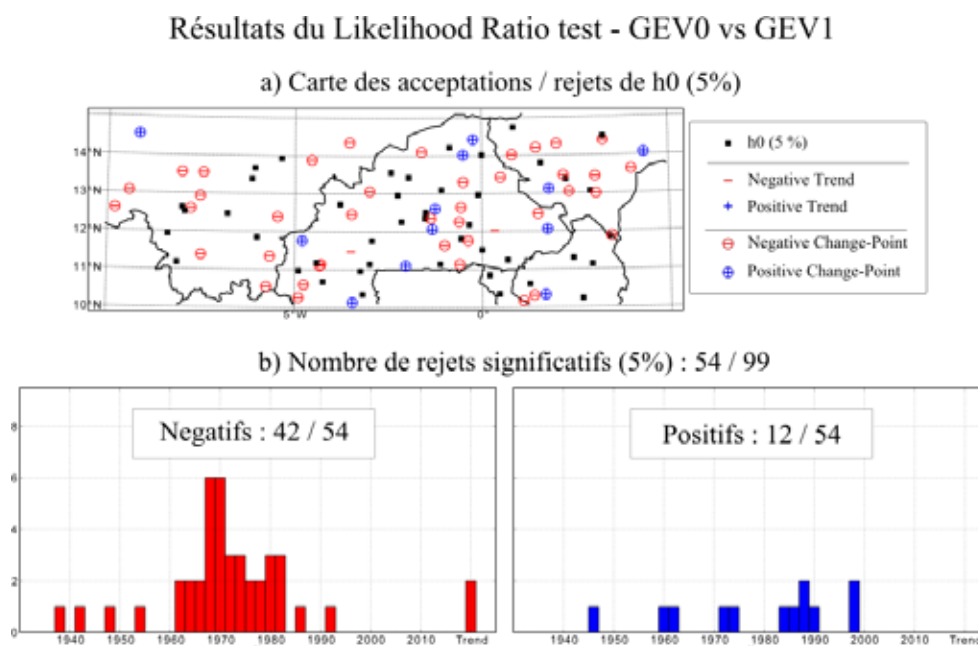 Résultats du Likelihood Ratio test - GEV0 vs GEV1
a) Carte des acceptations / rejets de h0 (5%)
14°N
13°N
12°N
11°N
10°N
5°W
0°
h0 (5 %)
Negative Trend
Positive Trend
Negative Change-Point
Positive Change-Point
b) Nombre de rejets significatifs (5%) : 54 / 99
Negatifs : 42 / 54
Positifs : 12 / 54
8
6
4
2
0
1940 1950 1960 1970 1980 1990 2000 2010 Trend
1940 1950 1960 1970 1980 1990 2000 2010 Trend